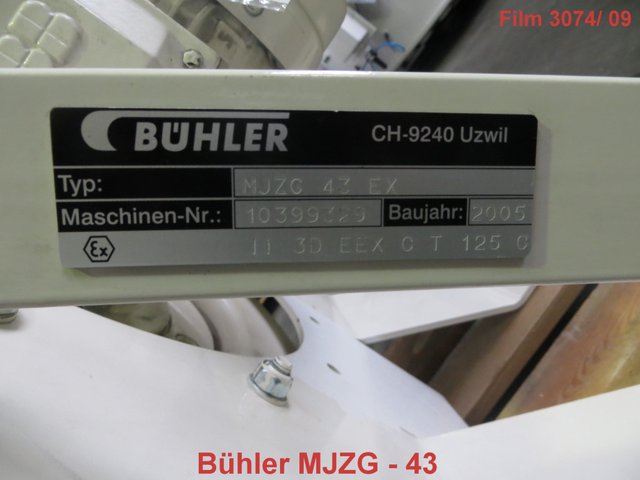 Film 3074/ 09
BÜHLER
CH-9240 Uzwil
Typ: MJZG 43 EX
Maschinen-Nr.: 10399329 Baujahr: 2005
Ex II 3D EEX C T 125 C
Bühler MJZG - 43